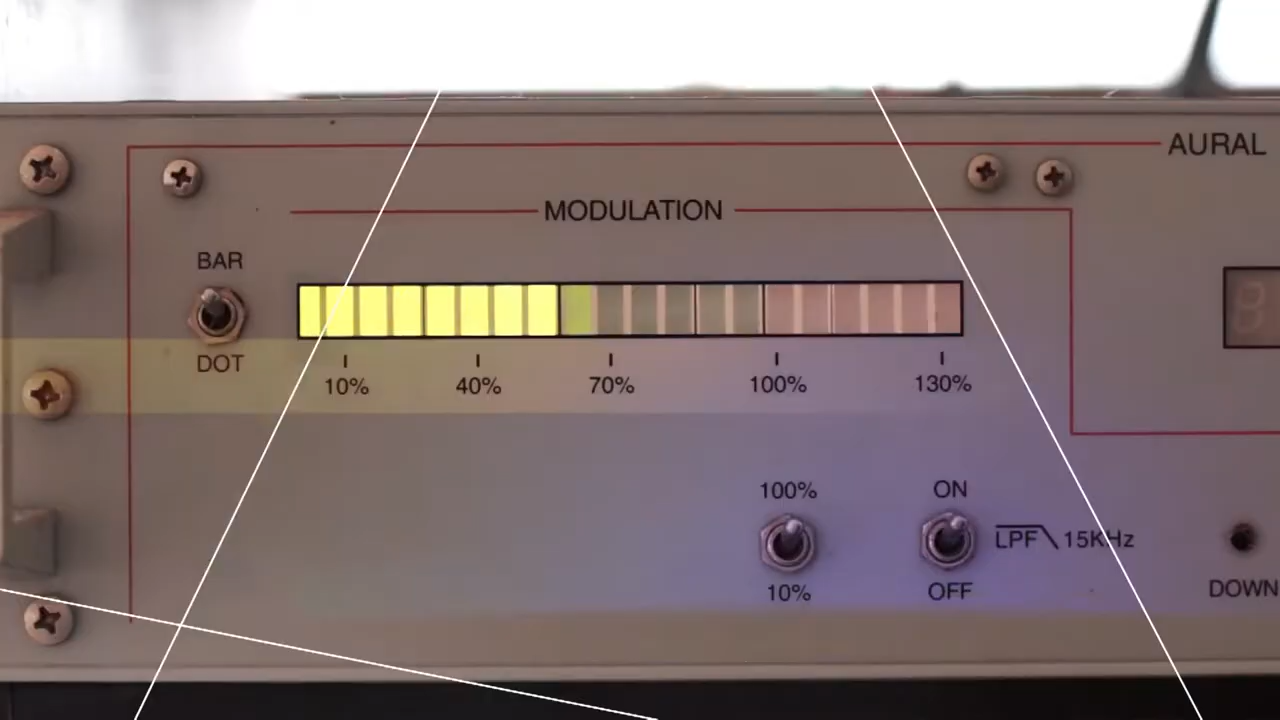 AURAL
MODULATION
BAR
DOT
10% 40% 70% 100% 130%
100%
10%
ON
OFF
LPF 15KHz
DOWN